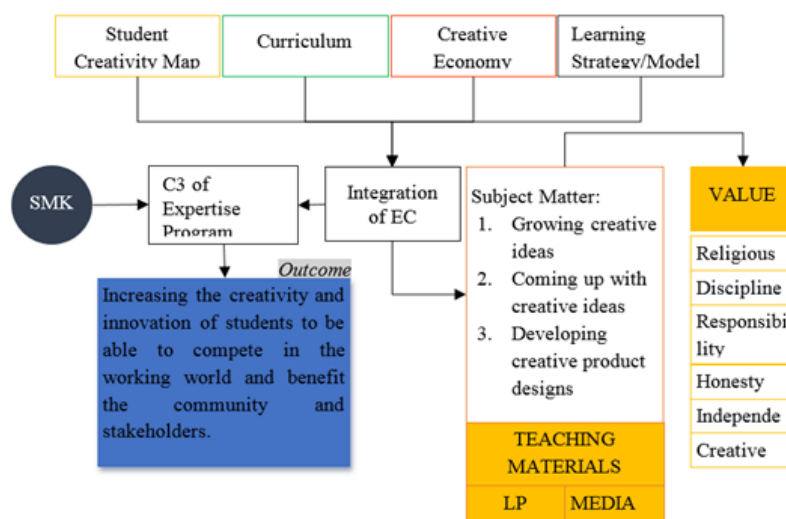 Student
Creativity Map
Curriculum
Creative
Economy
Learning
Strategy/Model
SMK
C3 of
Expertise
Program
Integration
of EC
Outcome
Increasing the creativity and
innovation of students to be
able to compete in the
working world and benefit
the community and
stakeholders.
Subject Matter:
1. Growing creative
ideas
2. Coming up with
creative ideas
3. Developing
creative product
designs
TEACHING
MATERIALS
LP
MEDIA
VALUE
Religious
Discipline
Responsibi
lity
Honesty
Independe
Creative